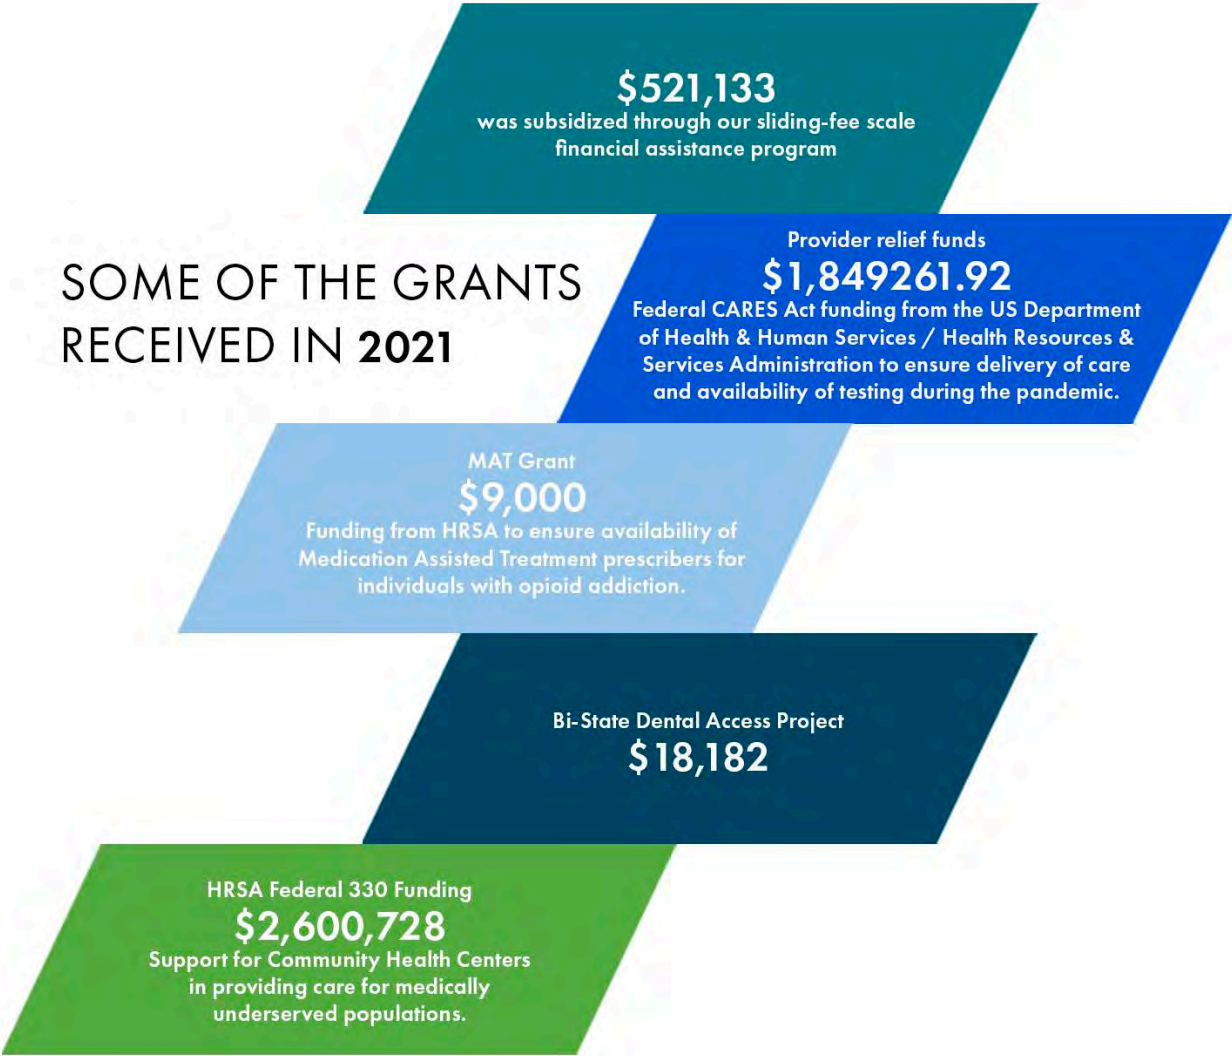 $521,133
was subsidized through our sliding-fee scale
financial assistance program
SOME OF THE GRANTS
RECEIVED IN 2021
Provider relief funds
$1,849261.92
Federal CARES Act funding from the US Department
of Health & Human Services / Health Resources &
Services Administration to ensure delivery of care
and availability of testing during the pandemic.
MAT Grant
$9,000
Funding from HRSA to ensure availability of
Medication Assisted Treatment prescribers for
individuals with opioid addiction.
Bi-State Dental Access Project
$18,182
HRSA Federal 330 Funding
$2,600,728
Support for Community Health Centers
in providing care for medically
underserved populations.